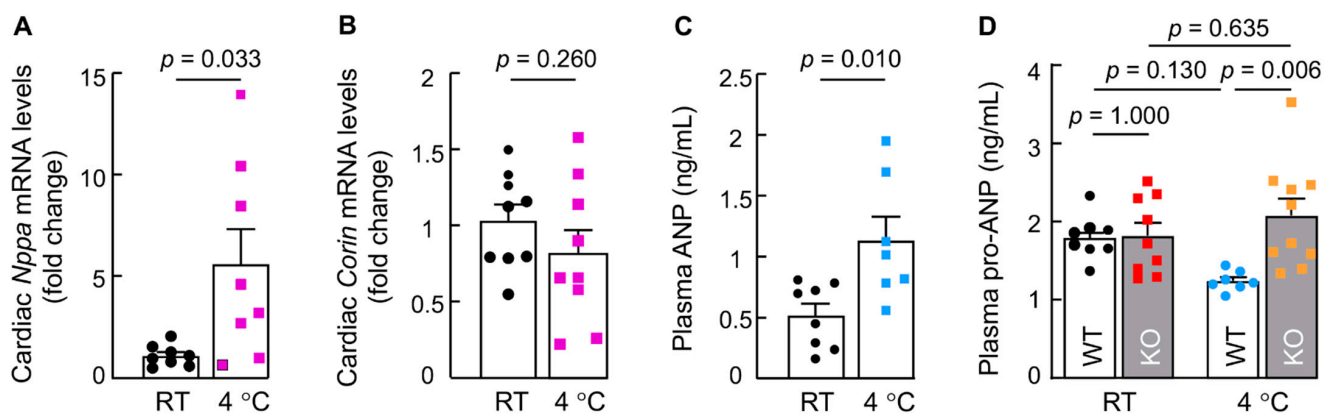 A
Cardiac Nppa mRNA levels
(fold change)
p = 0.033
15
10
5
0
RT
4 °C
B
Cardiac Corin mRNA levels
(fold change)
p = 0.260
2
1.5
1
0.5
0
RT
4 °C
C
Plasma ANP (ng/mL)
p = 0.010
2.5
2
1.5
1
0.5
0
RT
4 °C
D
Plasma pro-ANP (ng/mL)
p = 0.635
p = 0.130
p = 0.006
p = 1.000
4
3
2
1
0
WT
KO
WT
KO
RT
4 °C